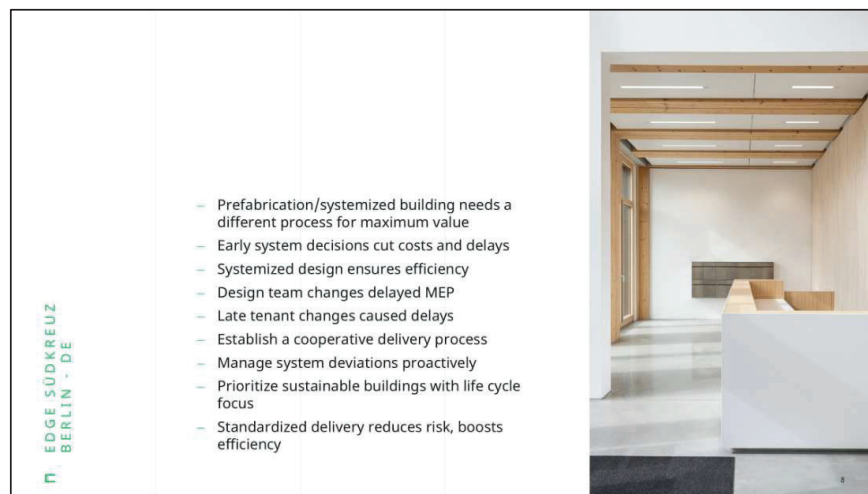 – Prefabrication/systemized building needs a
different process for maximum value
– Early system decisions cut costs and delays
– Systemized design ensures efficiency
– Design team changes delayed MEP
– Late tenant changes caused delays
– Establish a cooperative delivery process
– Manage system deviations proactively
– Prioritize sustainable buildings with life cycle
focus
– Standardized delivery reduces risk, boosts
efficiency
EDGE SÜDKREUZ
BERLIN - DE
8